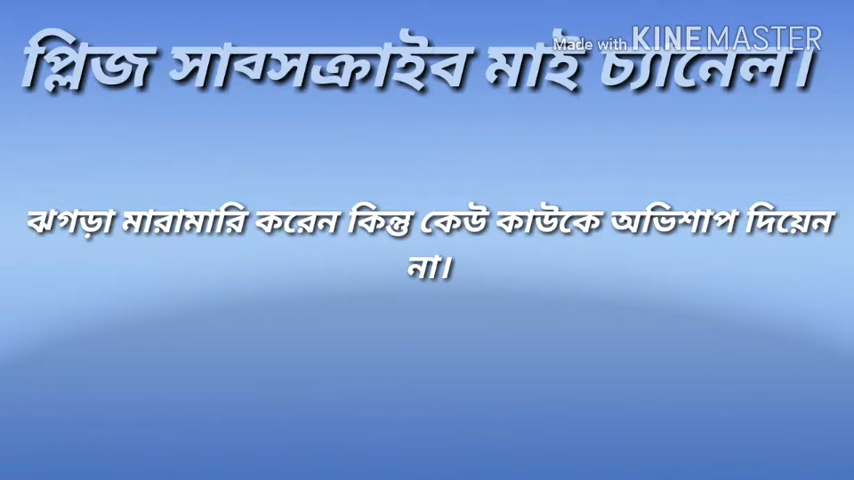 প্লিজ সাবসক্রাইব মাই চ্যানেল।
Made with KINEMASTER
ঝগড়া মারামারি করেন কিন্তু কেউ কাউকে অভিশাপ দিয়েন
না।